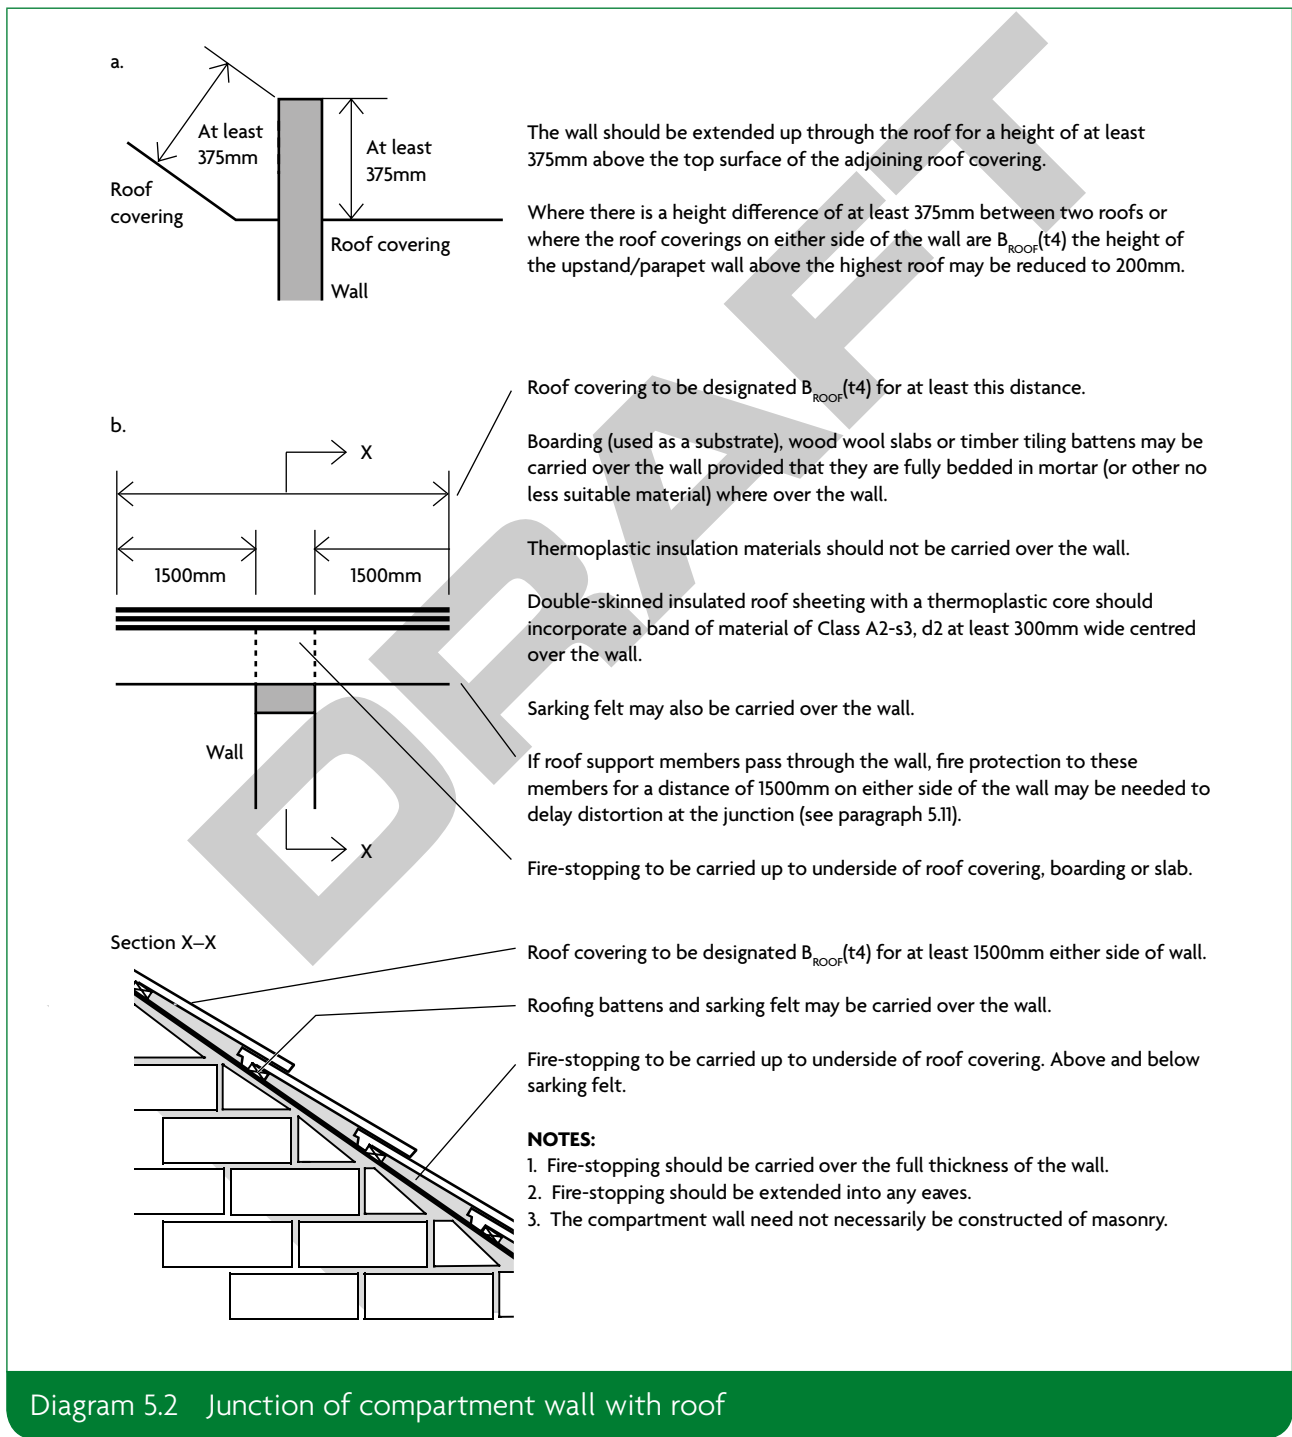 a.
At least
375mm
At least
375mm
Roof
covering
Roof covering
Wall
The wall should be extended up through the roof for a height of at least
375mm above the top surface of the adjoining roof covering.
Where there is a height difference of at least 375mm between two roofs or
where the roof coverings on either side of the wall are BROOF(t4) the height of
the upstand/parapet wall above the highest roof may be reduced to 200mm.
b.
X
1500mm
1500mm
Wall
X
Roof covering to be designated BROOF(t4) for at least this distance.
Boarding (used as a substrate), wood wool slabs or timber tiling battens may be
carried over the wall provided that they are fully bedded in mortar (or other no
less suitable material) where over the wall.
Thermoplastic insulation materials should not be carried over the wall.
Double-skinned insulated roof sheeting with a thermoplastic core should
incorporate a band of material of Class A2-s3, d2 at least 300mm wide centred
over the wall.
Sarking felt may also be carried over the wall.
If roof support members pass through the wall, fire protection to these
members for a distance of 1500mm on either side of the wall may be needed to
delay distortion at the junction (see paragraph 5.11).
Fire-stopping to be carried up to underside of roof covering, boarding or slab.
Section X–X
Roof covering to be designated BROOF(t4) for at least 1500mm either side of wall.
Roofing battens and sarking felt may be carried over the wall.
Fire-stopping to be carried up to underside of roof covering. Above and below
sarking felt.
NOTES:
1. Fire-stopping should be carried over the full thickness of the wall.
2. Fire-stopping should be extended into any eaves.
3. The compartment wall need not necessarily be constructed of masonry.
DRAFT
Diagram 5.2 Junction of compartment wall with roof